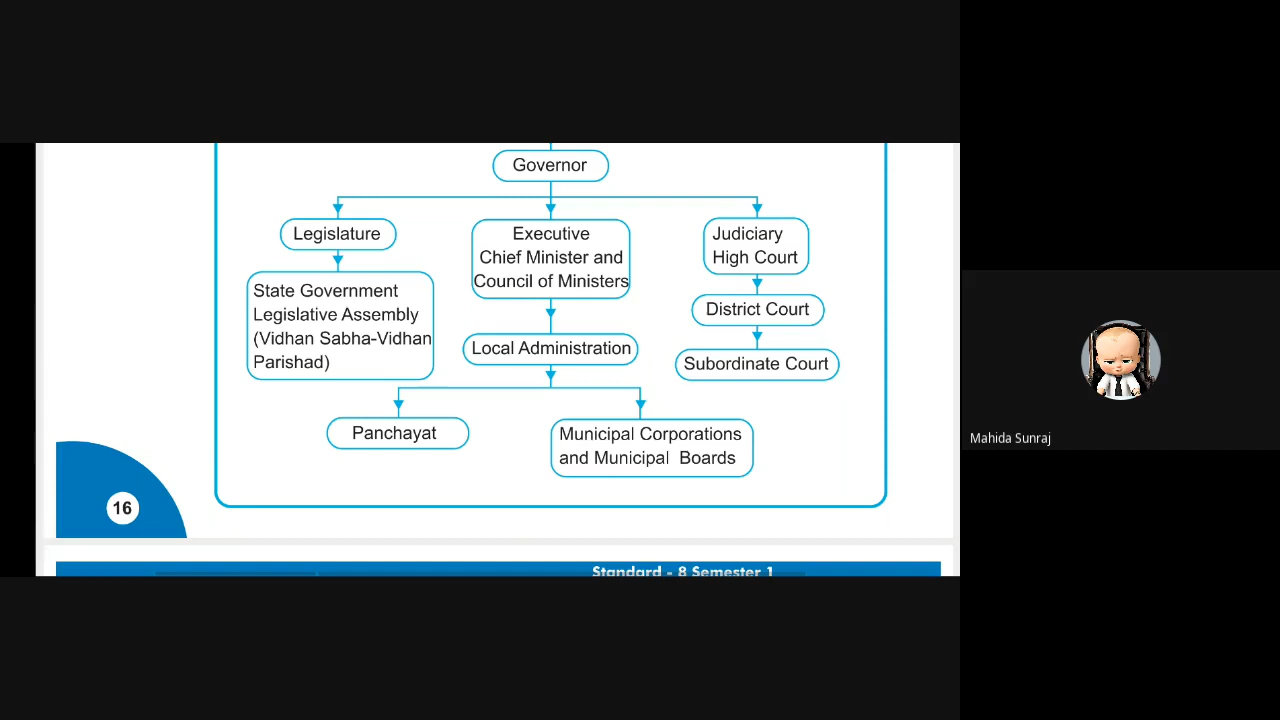 Governor
Legislature
Executive
Chief Minister and
Council of Ministers
Judiciary
High Court
State Government
Legislative Assembly
(Vidhan Sabha-Vidhan
Parishad)
District Court
Local Administration
Subordinate Court
Panchayat
Municipal Corporations
and Municipal Boards
Mahida Sunraj
16
Standard - 8 Semester 1